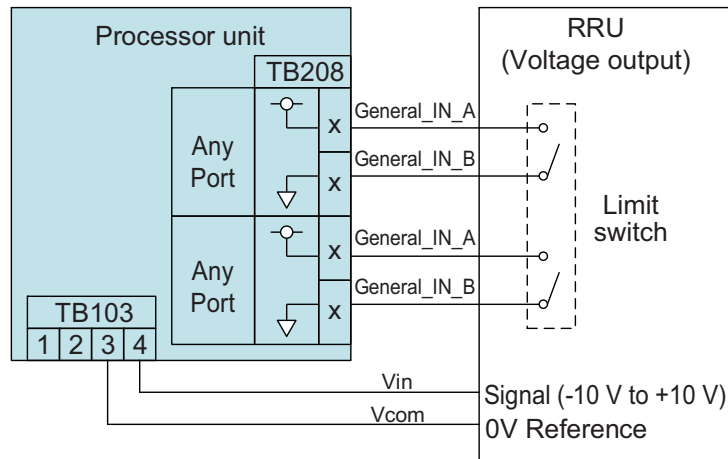 Processor unit
RRU
(Voltage output)
TB208
Any
Port
x
x
General_IN_A
General_IN_B
Any
Port
x
x
General_IN_A
General_IN_B
Limit
switch
TB103
1 2 3 4
Vin
Signal (-10 V to +10 V)
Vcom
0V Reference